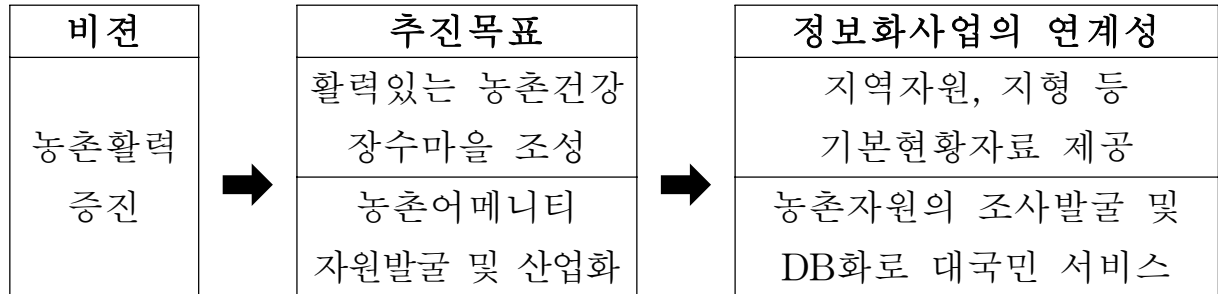 비젼
농촌활력
증진
추진목표
활력있는 농촌건강
장수마을 조성
농촌어메니티
자원발굴 및 산업화
정보화사업의 연계성
지역자원, 지형 등
기본현황자료 제공
농촌자원의 조사발굴 및
DB화로 대국민 서비스